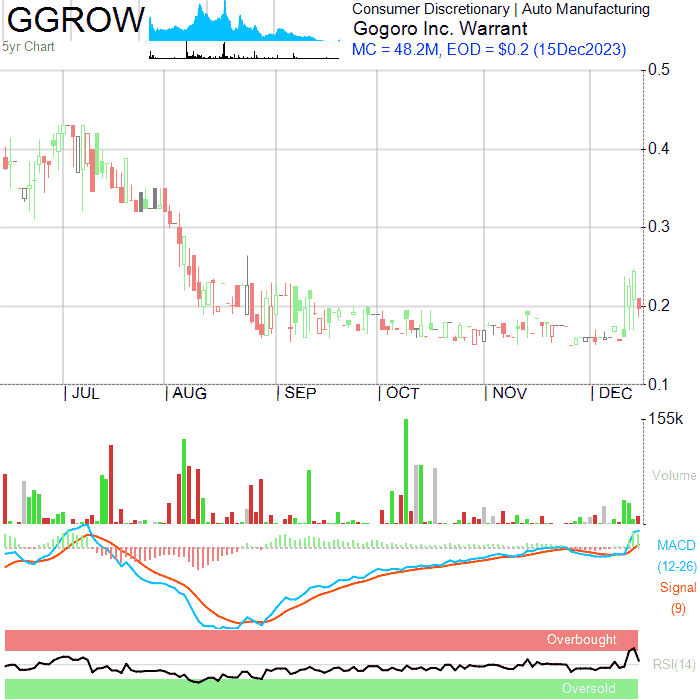 GGROW
5yr Chart
Consumer Discretionary | Auto Manufacturing
Gogoro Inc. Warrant
MC = 48.2M, EOD = $0.2 (15Dec2023)
0.5
0.4
0.3
0.2
0.1
| JUL | AUG | SEP | OCT | NOV | DEC
155k
Volume
MACD
(12-26)
Signal
(9)
Overbought
RSI(14)
Oversold